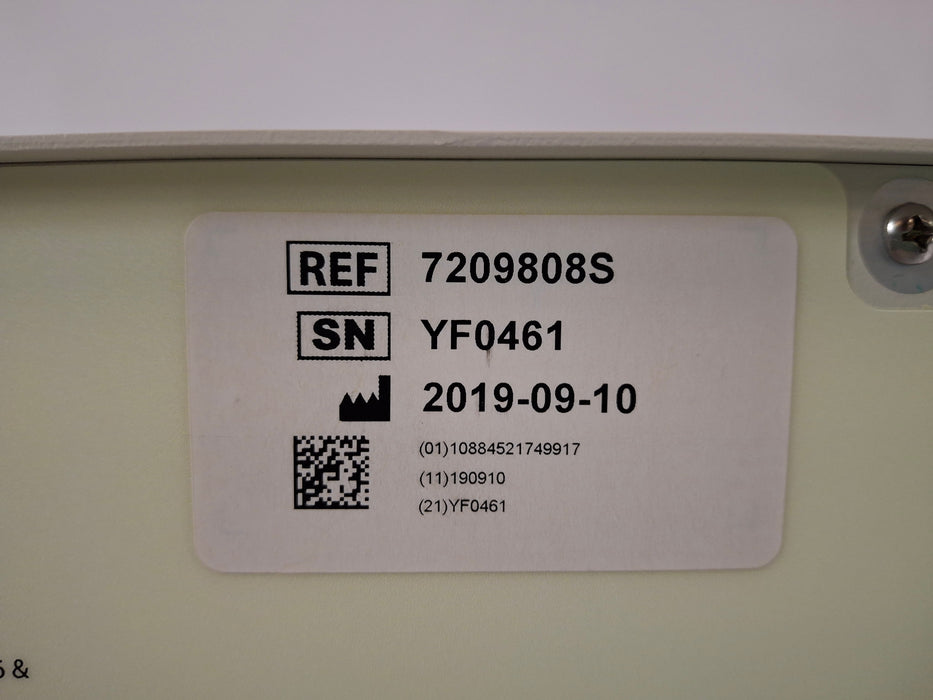 REF 7209808S
SN YF0461
2019-09-10
(01)10884521749917
(11)190910
(21)YF0461
&